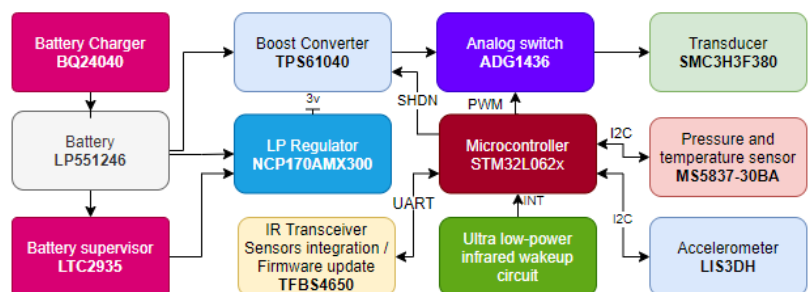 Battery Charger
BQ24040
Boost Converter
TPS61040
Analog switch
ADG1436
Transducer
SMC3H3F380
SHDN
PWM
3v
Battery
LP551246
LP Regulator
NCP170AMX300
Microcontroller
STM32L062x
I2C
Pressure and
temperature sensor
MS5837-30BA
UART
INT
I2C
Battery supervisor
LTC2935
IR Transceiver
Sensors integration /
Firmware update
TFBS4650
Ultra low-power
infrared wakeup
circuit
Accelerometer
LIS3DH